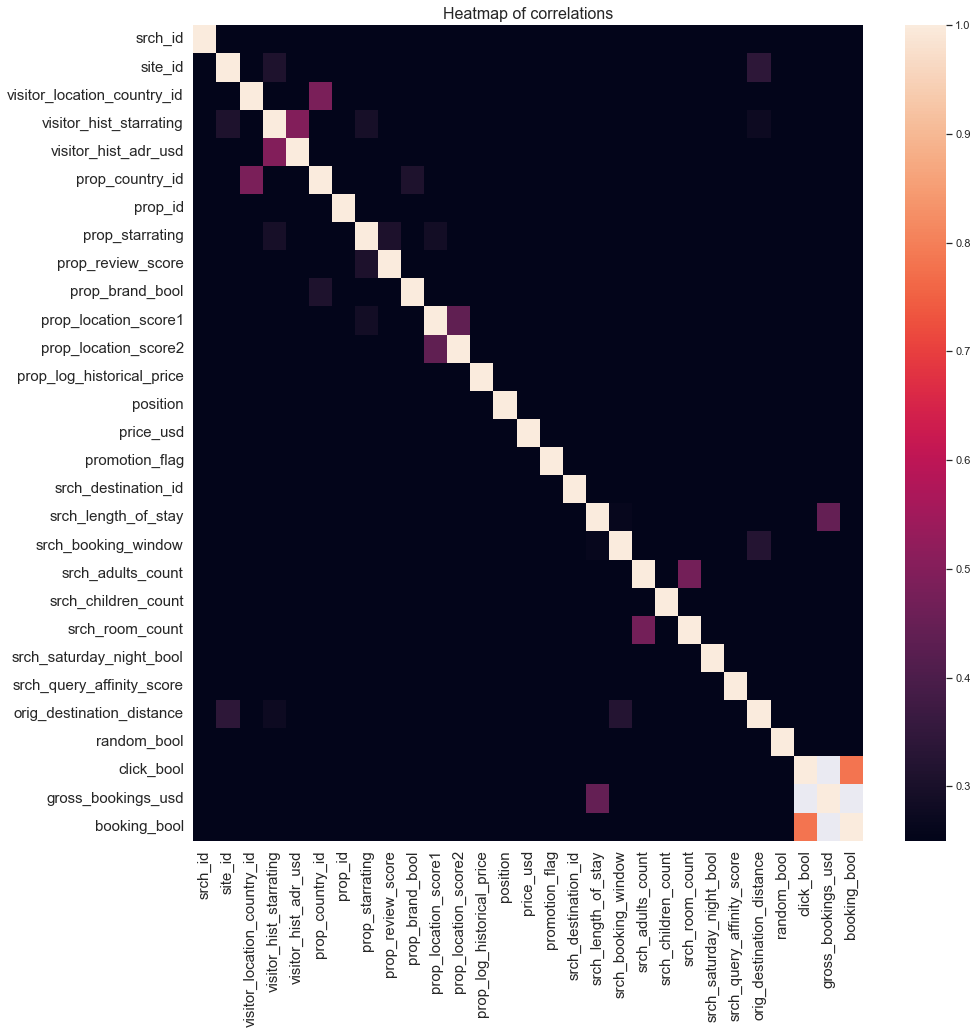 Heatmap of correlations
srch_id
site_id
visitor_location_country_id
visitor_hist_starrating
visitor_hist_adr_usd
prop_country_id
prop_id
prop_starrating
prop_review_score
prop_brand_bool
prop_location_score1
prop_location_score2
prop_log_historical_price
position
price_usd
promotion_flag
srch_destination_id
srch_length_of_stay
srch_booking_window
srch_adults_count
srch_children_count
srch_room_count
srch_saturday_night_bool
srch_query_affinity_score
orig_destination_distance
random_bool
click_bool
gross_bookings_usd
booking_bool
srch_id
site_id
visitor_location_country_id
visitor_hist_starrating
visitor_hist_adr_usd
prop_country_id
prop_id
prop_starrating
prop_review_score
prop_brand_bool
prop_location_score1
prop_location_score2
prop_log_historical_price
position
price_usd
promotion_flag
srch_destination_id
srch_length_of_stay
srch_booking_window
srch_adults_count
srch_children_count
srch_room_count
srch_saturday_night_bool
srch_query_affinity_score
orig_destination_distance
random_bool
click_bool
gross_bookings_usd
booking_bool
1.0
0.9
0.8
0.7
0.6
0.5
0.4
0.3